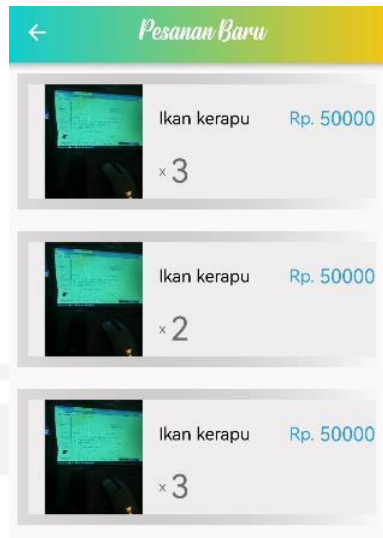 Pesanan Baru
Ikan kerapu Rp. 50000
× 3
Ikan kerapu Rp. 50000
× 2
Ikan kerapu Rp. 50000
× 3